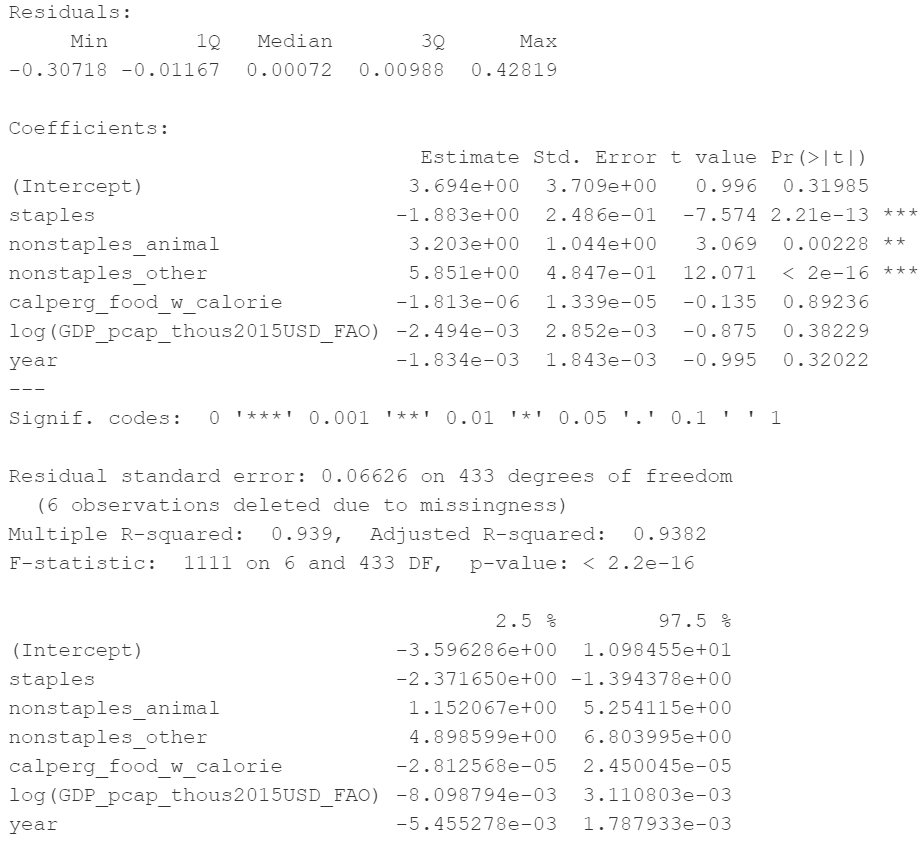 Residuals:
     Min       1Q   Median       3Q      Max
-0.30718 -0.01167  0.00072  0.00988  0.42819
Coefficients:
                               Estimate Std. Error t value Pr(>|t|)
(Intercept)                   3.694e+00  3.709e+00   0.996  0.31985
staples                      -1.883e+00  2.486e-01  -7.574 2.21e-13 ***
nonstaples_animal             3.203e+00  1.044e+00   3.069  0.00228 **
nonstaples_other              5.851e+00  4.847e-01  12.071  < 2e-16 ***
calperg_food_w_calorie       -1.813e-06  1.339e-05  -0.135  0.89236
log(GDP_pcap_thous2015USD_FAO) -2.494e-03  2.852e-03  -0.875  0.38229
year                         -1.834e-03  1.843e-03  -0.995  0.32022
---
Signif. codes:  0 '***' 0.001 '**' 0.01 '*' 0.05 '.' 0.1 ' ' 1
Residual standard error: 0.06626 on 433 degrees of freedom
  (6 observations deleted due to missingness)
Multiple R-squared:  0.939,  Adjusted R-squared:  0.9382
F-statistic:  1111 on 6 and 433 DF,  p-value: < 2.2e-16
                                     2.5 %        97.5 %
(Intercept)                  -3.596286e+00  1.098455e+01
staples                      -2.371650e+00 -1.394378e+00
nonstaples_animal             1.152067e+00  5.254115e+00
nonstaples_other              4.898599e+00  6.803995e+00
calperg_food_w_calorie       -2.812568e-05  2.450045e-05
log(GDP_pcap_thous2015USD_FAO) -8.098794e-03  3.110803e-03
year                         -5.455278e-03  1.787933e-03